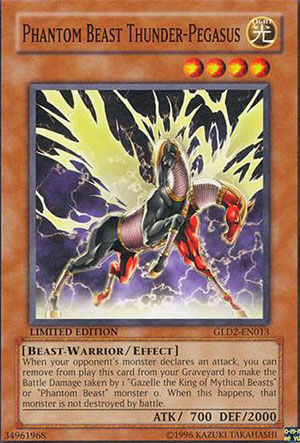 PHANTOM BEAST THUNDER-PEGASUS
LIGHT
光
LIMITED EDITION
GLD2-EN013
[BEAST-WARRIOR/EFFECT]
When your opponent's monster declares an attack, you can
remove from play this card from your Graveyard to make the
Battle Damage taken by 1 "Gazelle the King of Mythical Beasts"
or "Phantom Beast" monster 0. When this happens, that
monster is not destroyed by battle.
ATK/ 700 DEF/2000
34961968
©1996 KAZUKI TAKAHASHI